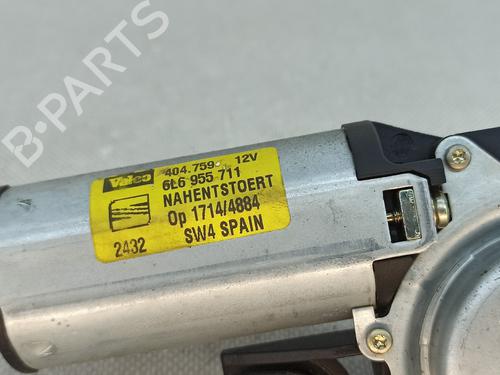 B-Parts
Valeo 404.759. 12V
6L6 955 711
NAHENTSTOERT
Op 1714/4884
2432 SW4 SPAIN